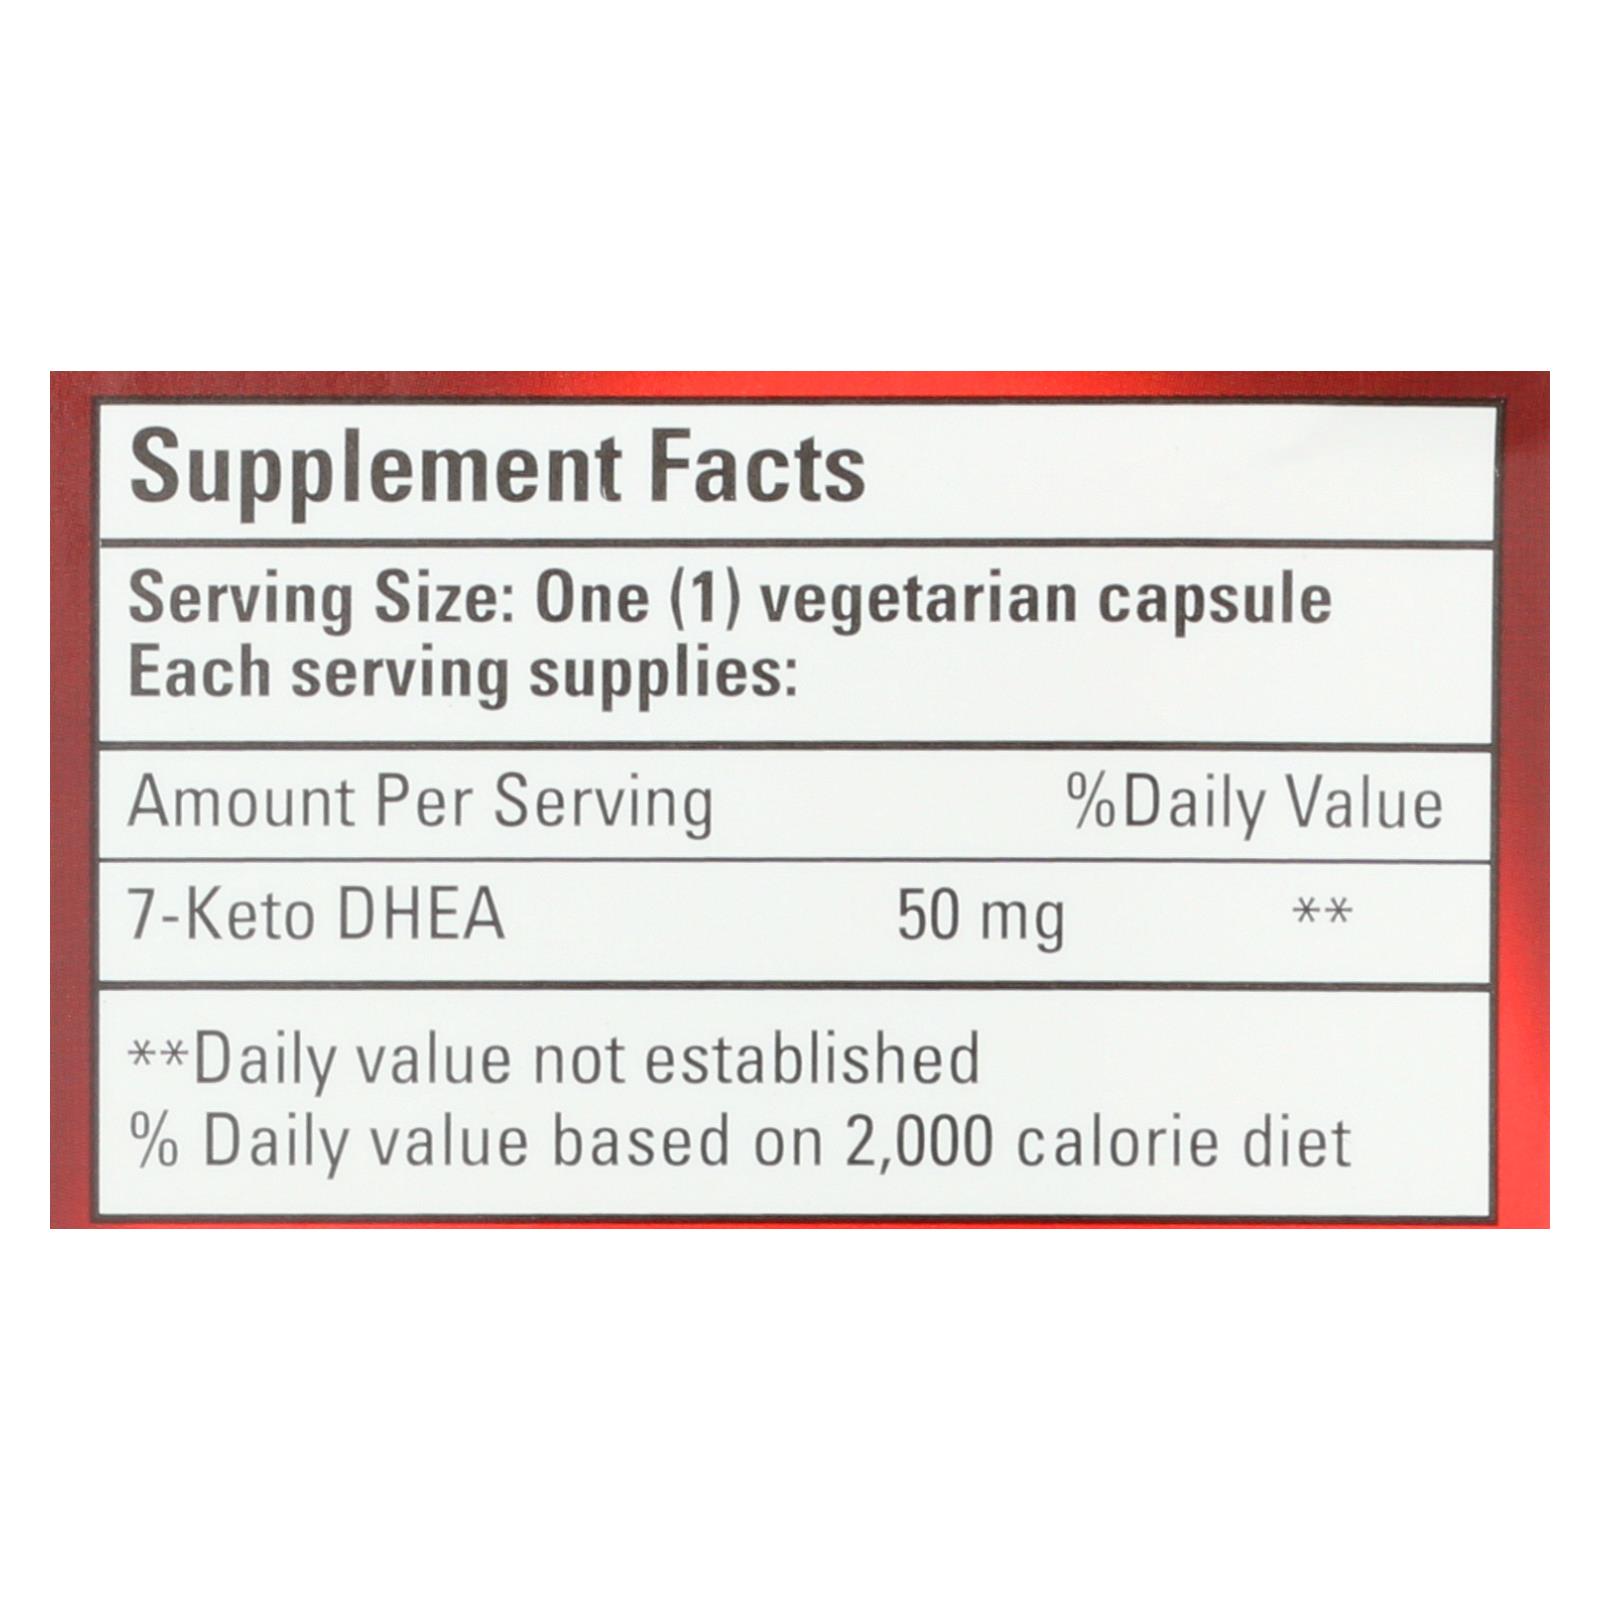 Supplement Facts
Serving Size: One (1) vegetarian capsule
Each serving supplies:
Amount Per Serving %Daily Value
7-Keto DHEA 50 mg **
**Daily value not established
% Daily value based on 2,000 calorie diet